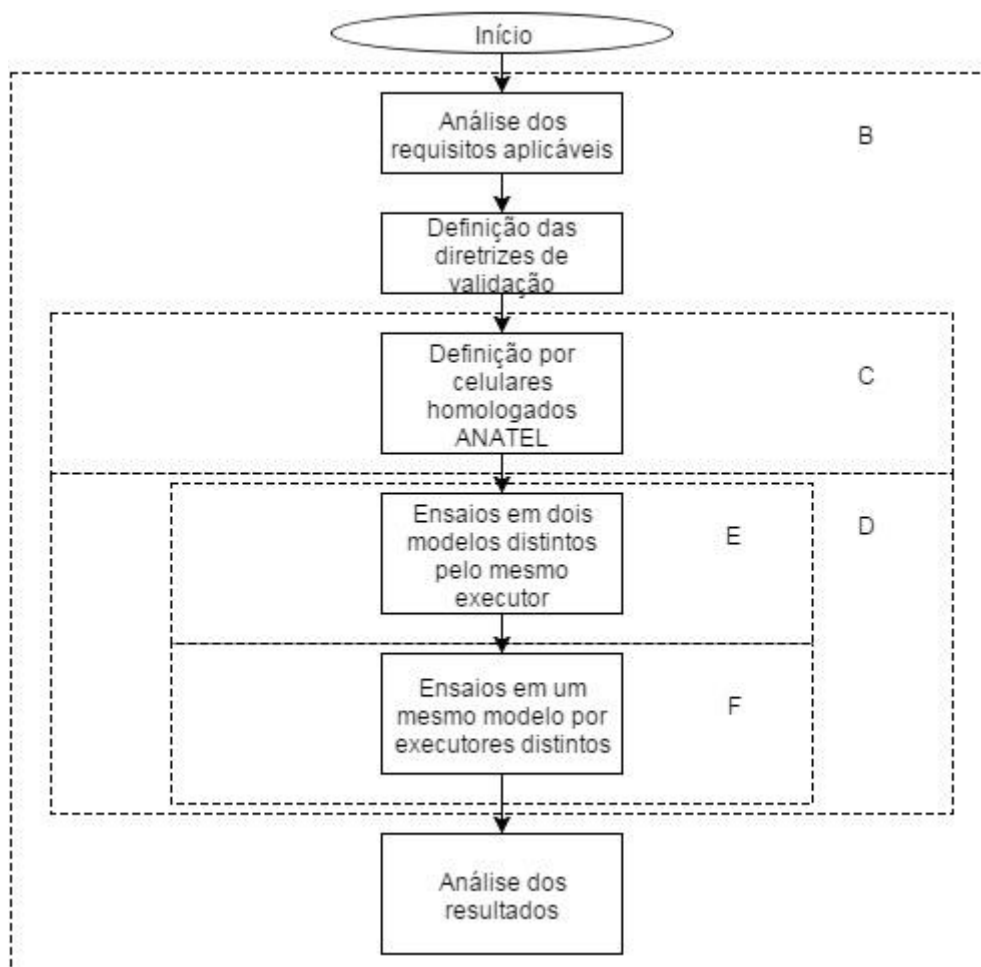 Início
Análise dos
requisitos aplicáveis
B
Definição das
diretrizes de
validação
Definição por
celulares
homologados
ANATEL
C
Ensaios em dois
modelos distintos
pelo mesmo
executor
E
D
Ensaios em um
mesmo modelo por
executores distintos
F
Análise dos
resultados